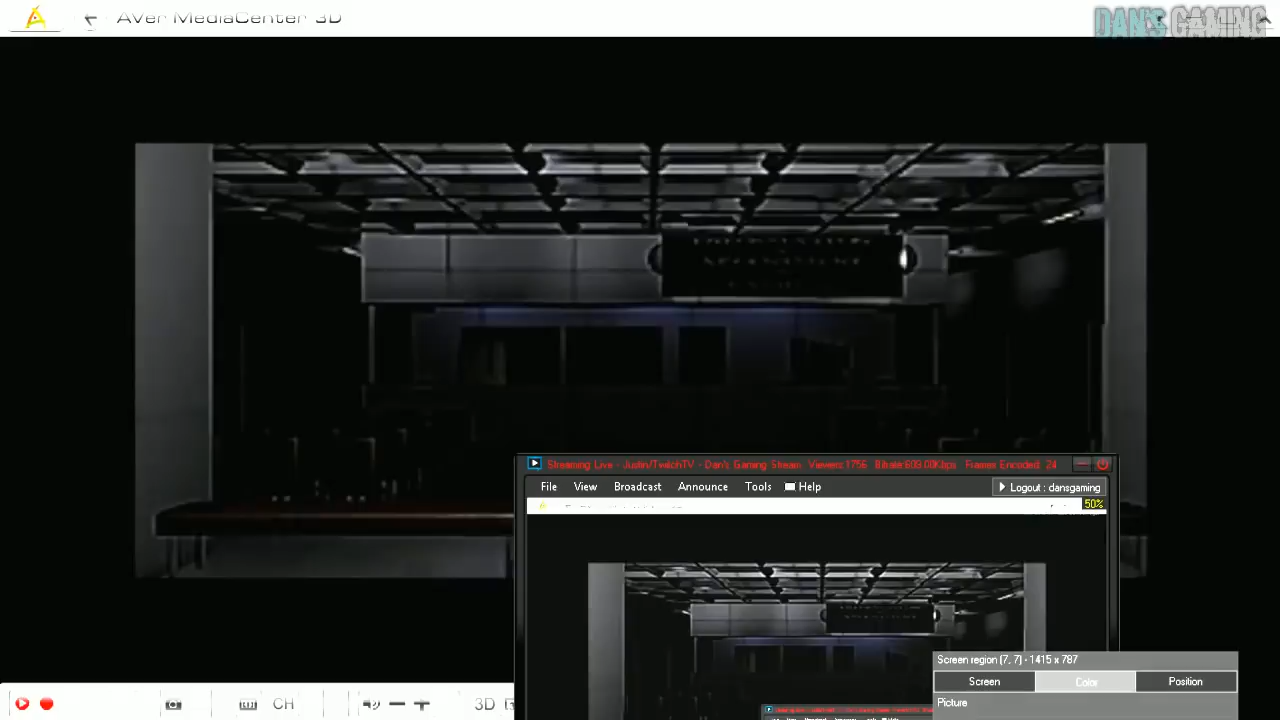 AVer MediaCenter 3D
DAN'S GAMING
Streaming Live - Justin/TwitchTV - Dan's Gaming Stream Viewers:1756 Bitrate:609.00Kbps Frames Encoded: 24
File View Broadcast Announce Tools Help Logout : dansgaming
50%
Screen region (7, 7) - 1415 x 787
Screen Color Position
Picture
CH 3D